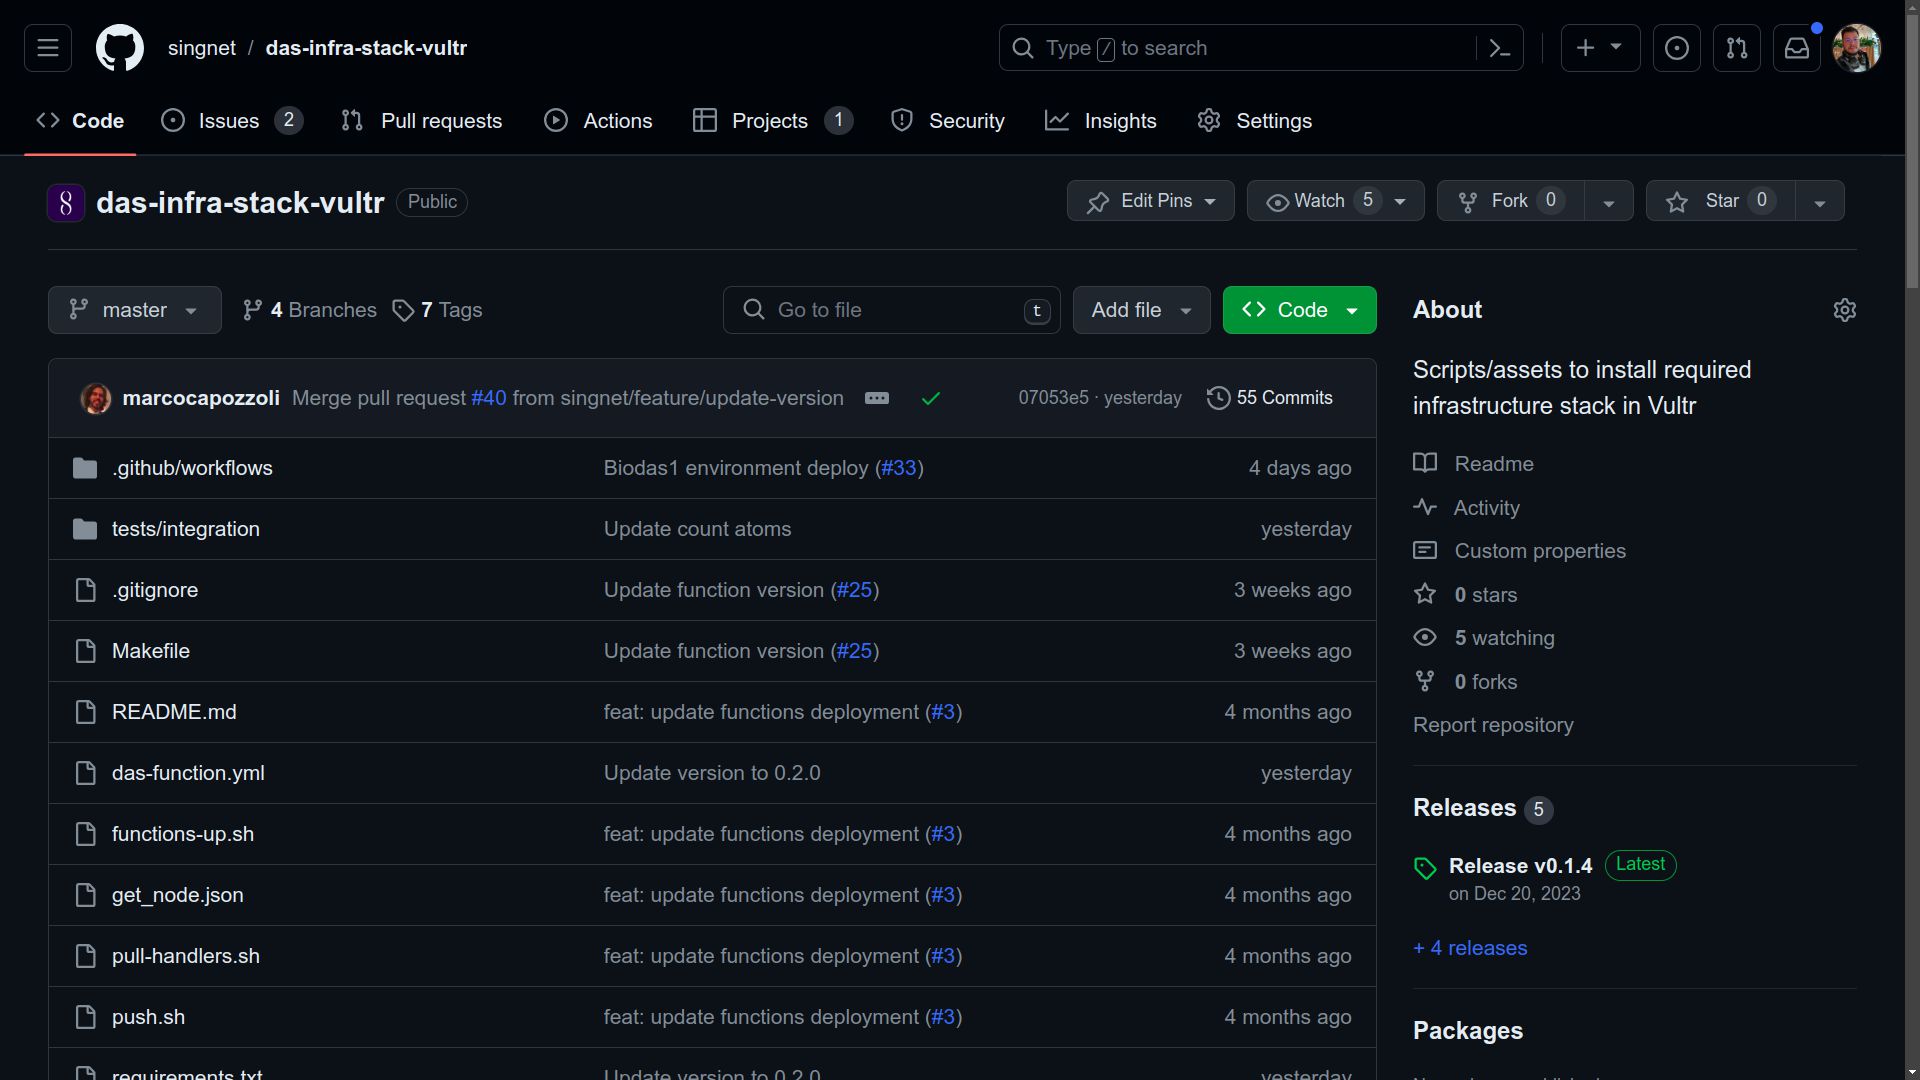 singnet / das-infra-stack-vultr
Type / to search
Code
Issues 2
Pull requests
Actions
Projects 1
Security
Insights
Settings
das-infra-stack-vultr Public
Edit Pins
Watch 5
Fork 0
Star 0
master
4 Branches
7 Tags
Go to file t
Add file
Code
marcocapozzoli Merge pull request #40 from singnet/feature/update-version 07053e5 · yesterday 55 Commits
.github/workflows Biodas1 environment deploy (#33) 4 days ago
tests/integration Update count atoms yesterday
.gitignore Update function version (#25) 3 weeks ago
Makefile Update function version (#25) 3 weeks ago
README.md feat: update functions deployment (#3) 4 months ago
das-function.yml Update version to 0.2.0 yesterday
functions-up.sh feat: update functions deployment (#3) 4 months ago
get_node.json feat: update functions deployment (#3) 4 months ago
pull-handlers.sh feat: update functions deployment (#3) 4 months ago
push.sh feat: update functions deployment (#3) 4 months ago
requirements.txt Update version to 0.2.0 yesterday
About
Scripts/assets to install required
infrastructure stack in Vultr
Readme
Activity
Custom properties
0 stars
5 watching
0 forks
Report repository
Releases 5
Release v0.1.4 Latest
on Dec 20, 2023
+ 4 releases
Packages